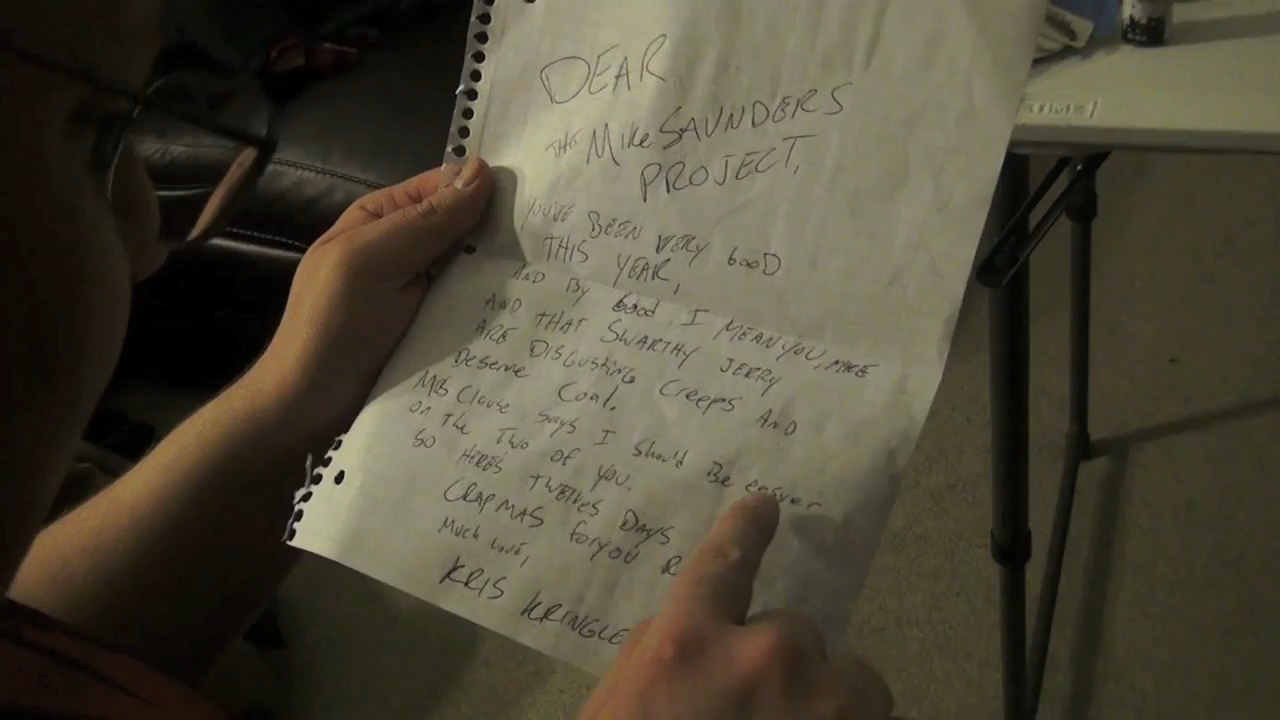 DEAR
THE Mike SAUNDERS
PROJECT,
YOU'VE BEEN VERY GOOD
THIS YEAR,
AND By Good, I MEAN YOU, MIKE
AND THAT SWARTHY JERRY
ARE DISGUSTING CREEPS AND
Deserve Coal.
MRS Clause says I should Be easyer
on the Two of you.
SO HERES TWELVES DAYS
CRAPMAS for you
Much Love,
KRIS KRINGLE